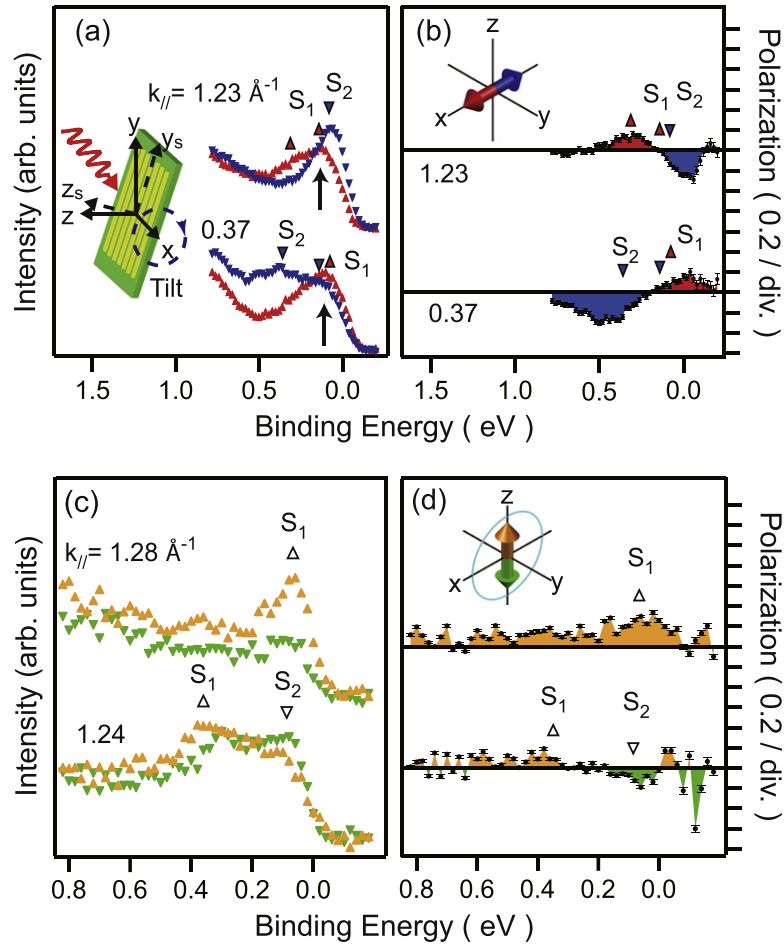 (a)
k// = 1.23 Å-1
S1
S2
y
ys
zs
z
x
Tilt
0.37
S2
S1
Intensity (arb. units)
1.5
1.0
0.5
0.0
Binding Energy ( eV )
(b)
z
x
y
S1
S2
1.23
S2
S1
0.37
Polarization ( 0.2 / div. )
1.5
1.0
0.5
0.0
Binding Energy ( eV )
(c)
k// = 1.28 Å-1
S1
S1
S2
1.24
Intensity (arb. units)
0.8
0.6
0.4
0.2
0.0
Binding Energy ( eV )
(d)
z
x
y
S1
S1
S2
Polarization ( 0.2 / div. )
0.8
0.6
0.4
0.2
0.0
Binding Energy ( eV )